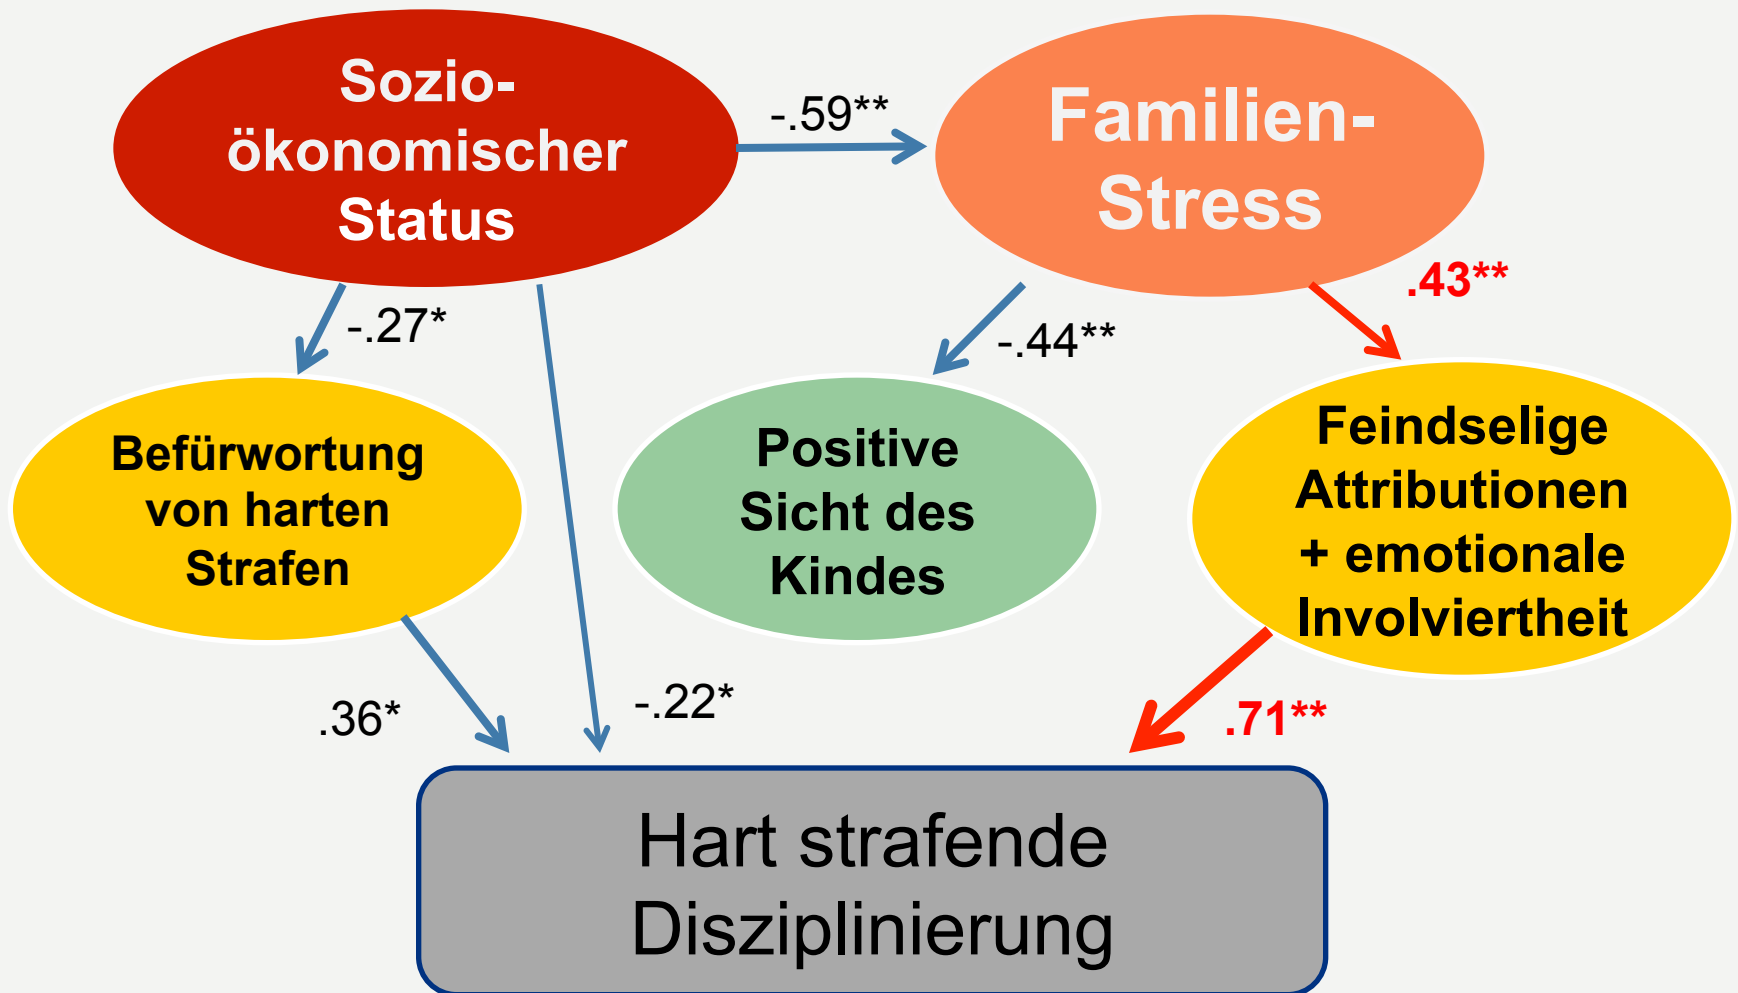 Sozio-
ökonomischer
Status
-.59**
Familien-
Stress
-.27*
-.44**
.43**
Befürwortung
von harten
Strafen
Positive
Sicht des
Kindes
Feindselige
Attributionen
+ emotionale
Involviertheit
.36*
-.22*
.71**
Hart strafende
Disziplinierung